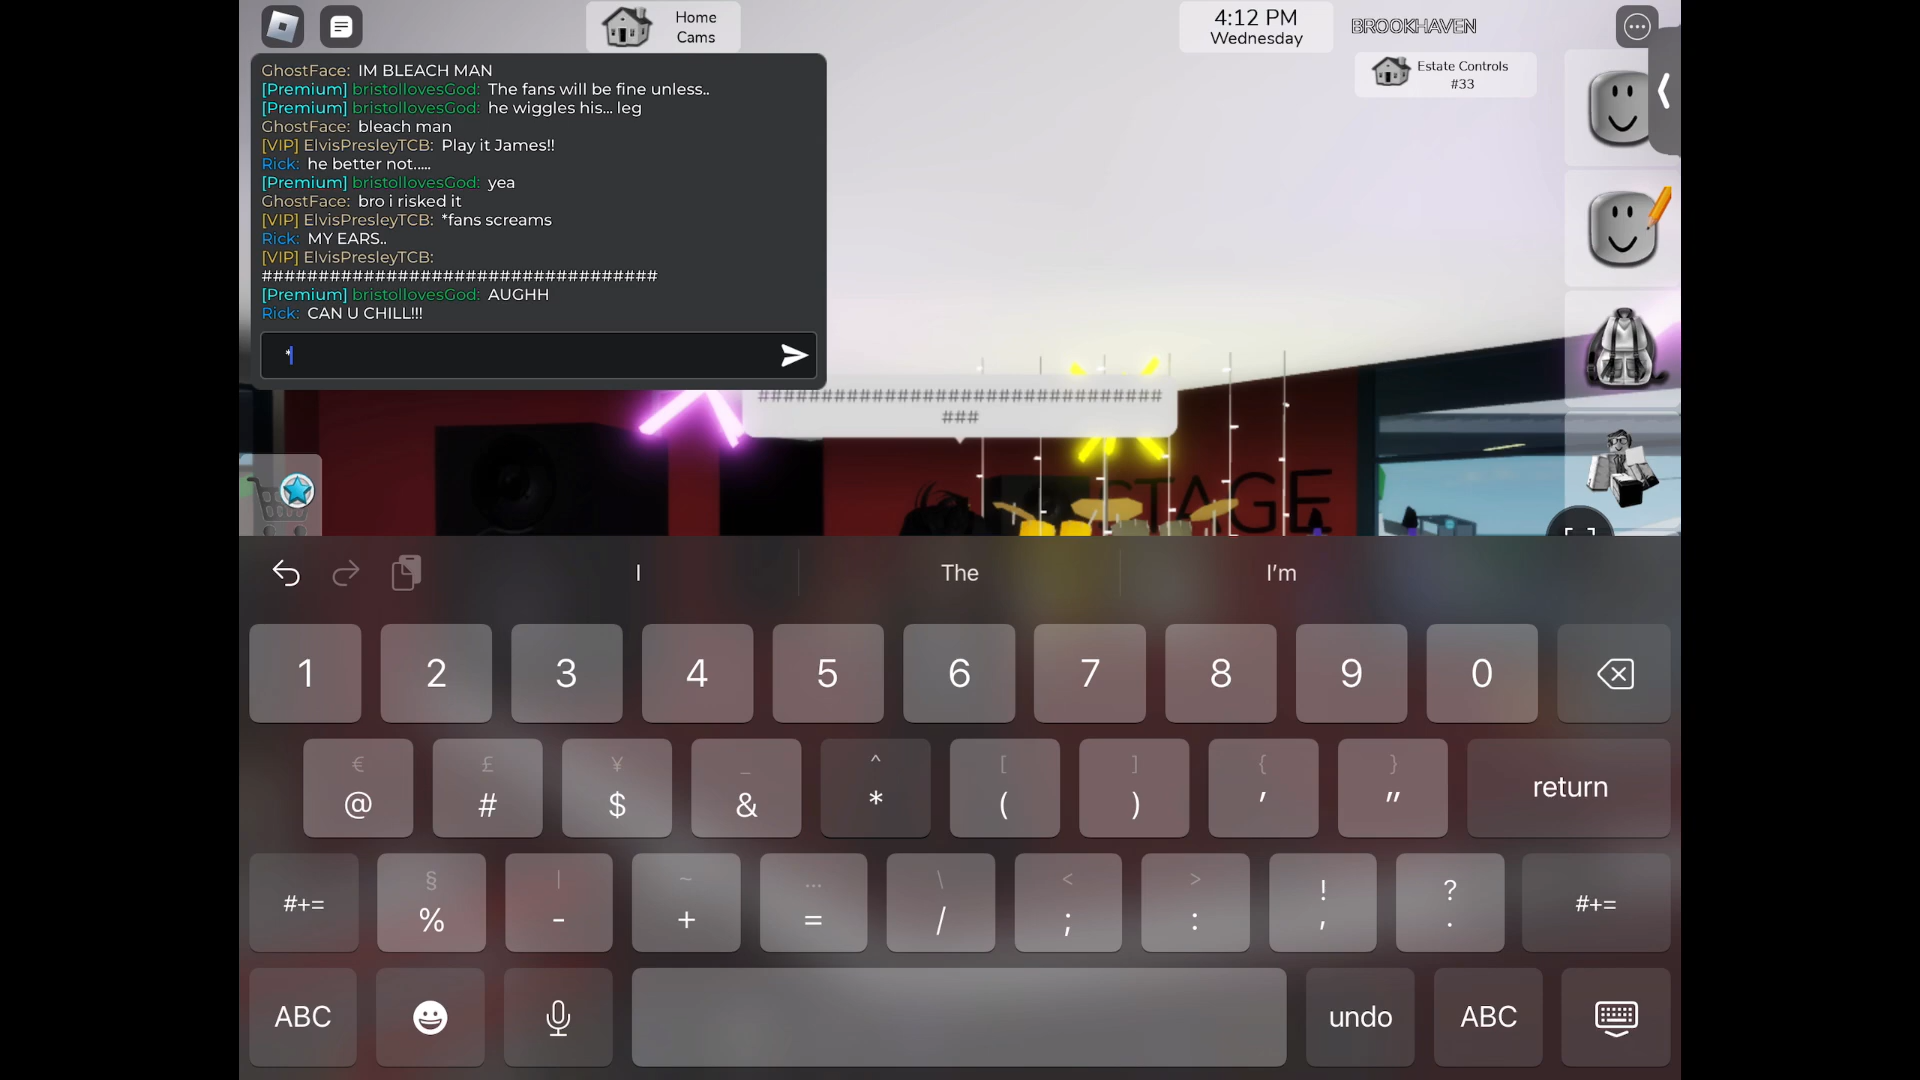 Home
Cams
4:12 PM
Wednesday
BROOKHAVEN
Estate Controls
#33
GhostFace: IM BLEACH MAN
[Premium] bristollovesGod: The fans will be fine unless..
[Premium] bristollovesGod: he wiggles his... leg
GhostFace: bleach man
[VIP] ElvisPresleyTCB: Play it James!!
Rick: he better not.....
[Premium] bristollovesGod: yea
GhostFace: bro i risked it
[VIP] ElvisPresleyTCB: *fans screams
Rick: MY EARS..
[VIP] ElvisPresleyTCB:
###################################
[Premium] bristollovesGod: AUGHH
Rick: CAN U CHILL!!!
*
################################
###
STAGE
I The I'm
1 2 3 4 5 6 7 8 9 0
€ £ ¥ _ ^ [ ] { }
@ # $ & * ( ) ' " return
§ | ~ ... \ < > ! ?
#+= % - + = / ; : , . #+=
ABC undo ABC